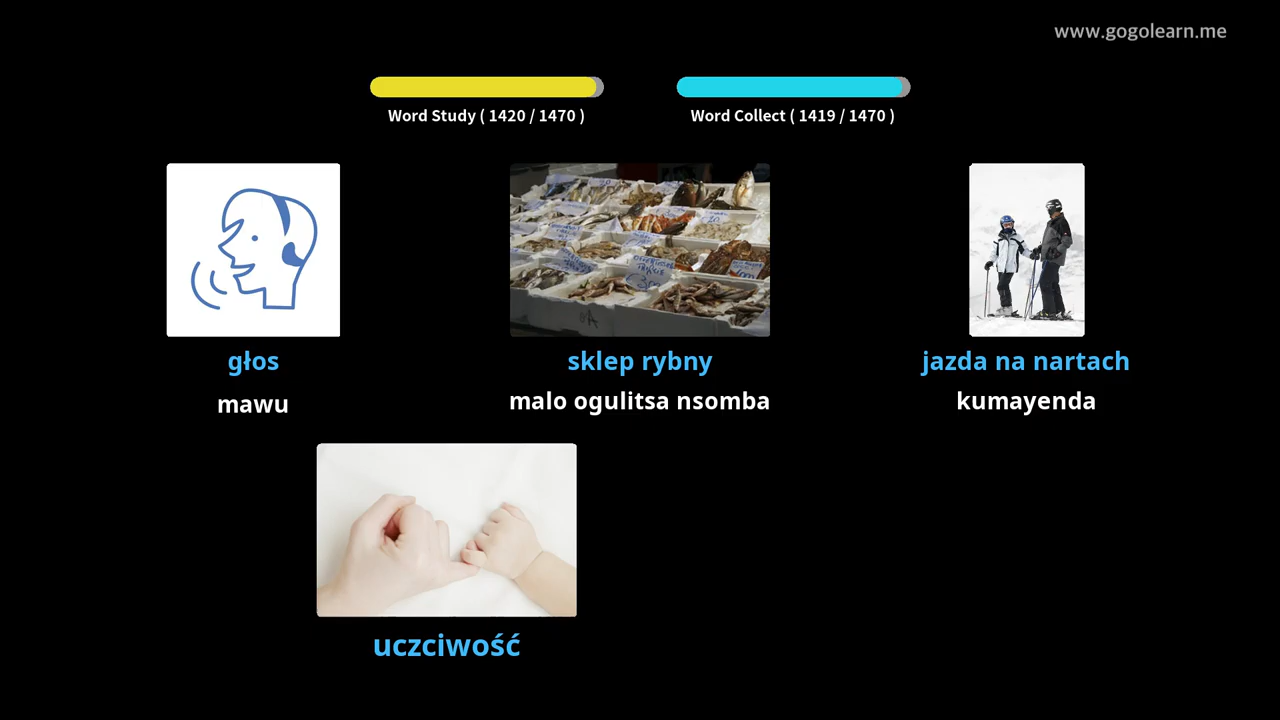 www.gogolearn.me
Word Study ( 1420 / 1470 )
Word Collect ( 1419 / 1470 )
głos
sklep rybny
jazda na nartach
mawu
malo ogulitsa nsomba
kumayenda
uczciwość